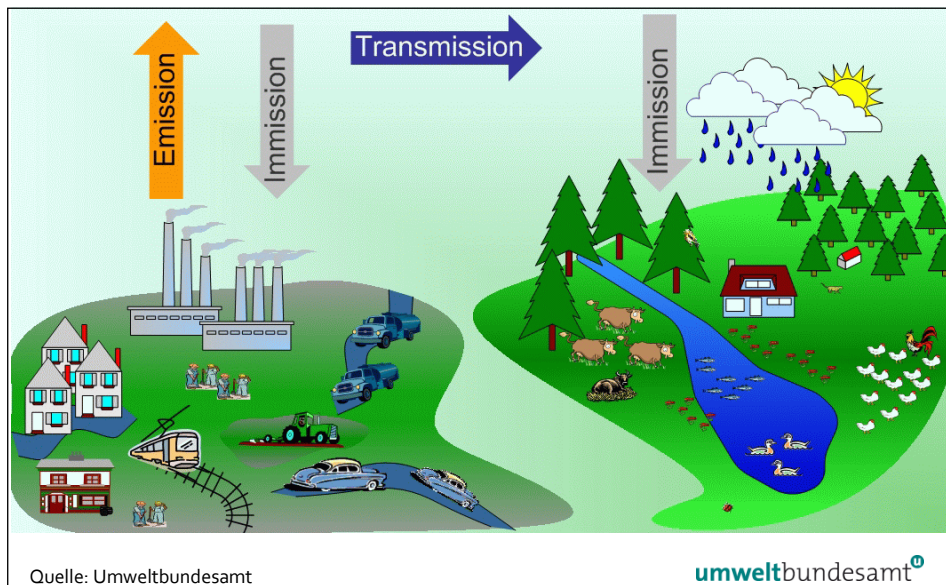 Emission
Immission
Transmission
Immission
Quelle: Umweltbundesamt
umweltbundesamt
u